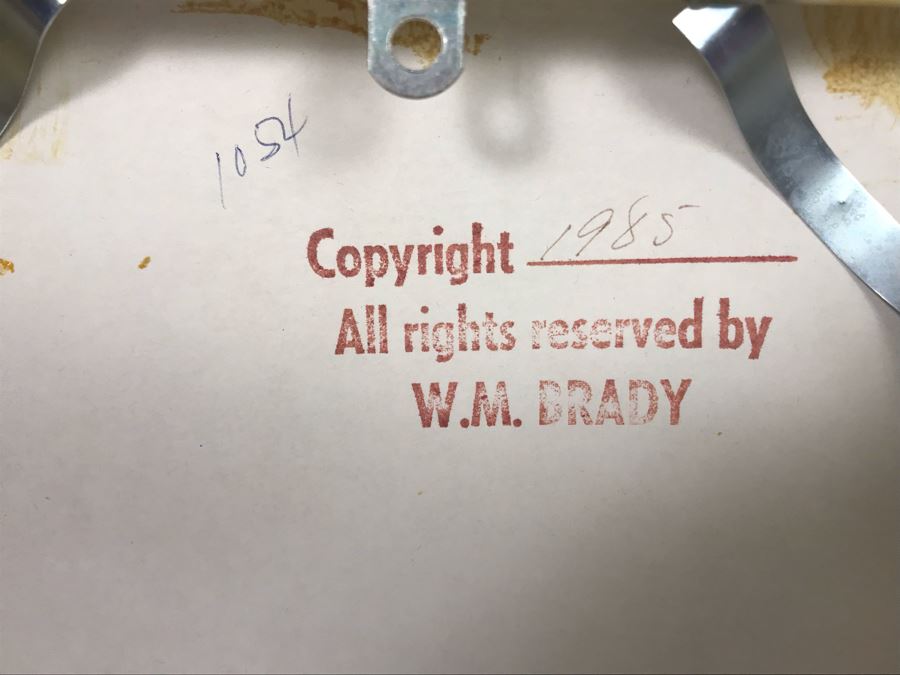 1054
Copyright 1985
All rights reserved by
W.M. BRADY